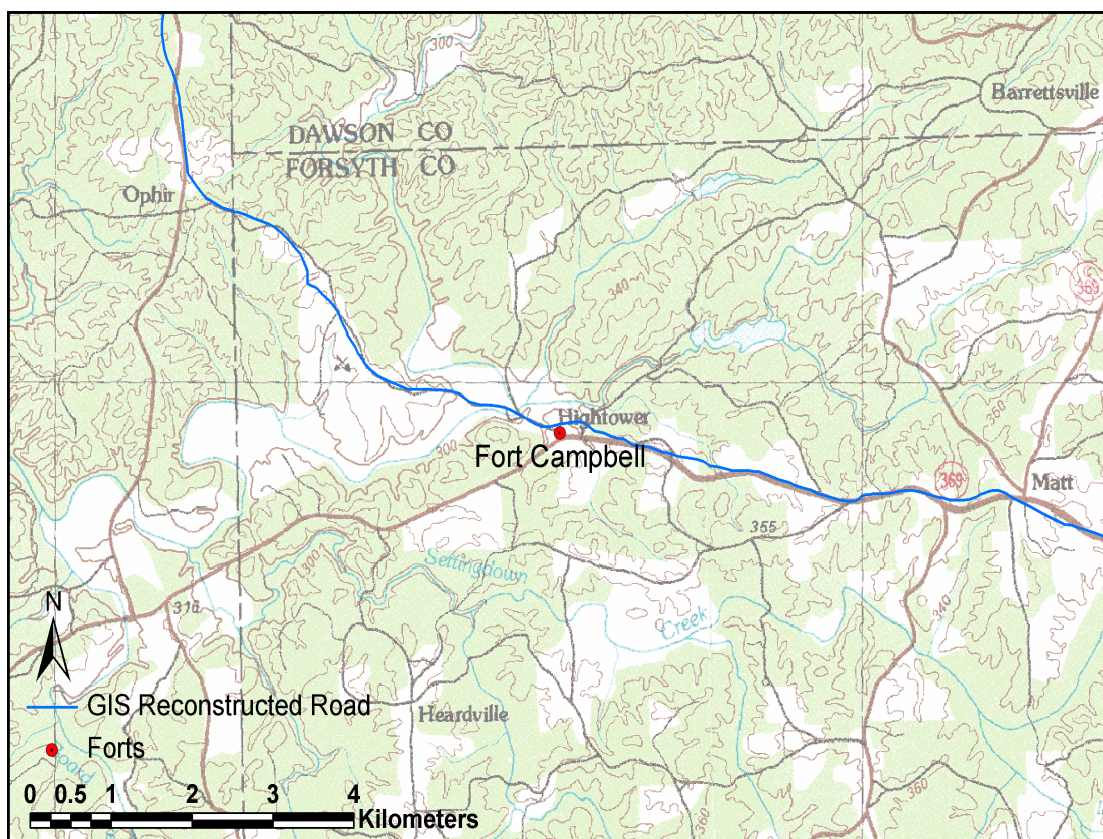 300
Barrettsville
DAWSON CO
FORSYTH CO
Ophir
340
369
Hightower
360
300
Fort Campbell
369
Matt
355
Settingdown
300
Creek
316
340
N
GIS Reconstructed Road
Heardville
Forts
0 0.5 1 2 3 4
Kilometers
360
360